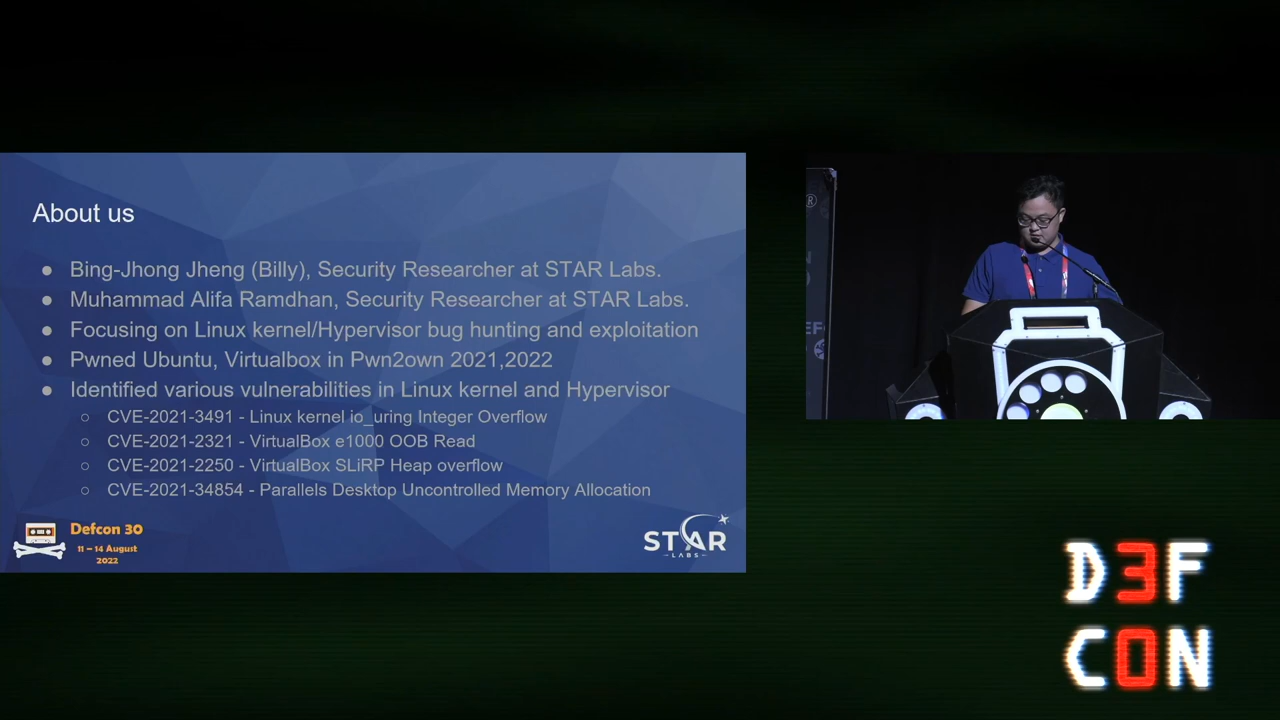 About us
● Bing-Jhong Jheng (Billy), Security Researcher at STAR Labs.
● Muhammad Alifa Ramdhan, Security Researcher at STAR Labs.
● Focusing on Linux kernel/Hypervisor bug hunting and exploitation
● Pwned Ubuntu, Virtualbox in Pwn2own 2021,2022
● Identified various vulnerabilities in Linux kernel and Hypervisor
○ CVE-2021-3491 - Linux kernel io_uring Integer Overflow
○ CVE-2021-2321 - VirtualBox e1000 OOB Read
○ CVE-2021-2250 - VirtualBox SLiRP Heap overflow
○ CVE-2021-34854 - Parallels Desktop Uncontrolled Memory Allocation
Defcon 30
11 – 14 August
2022
STAR
LABS
D3F
C0N